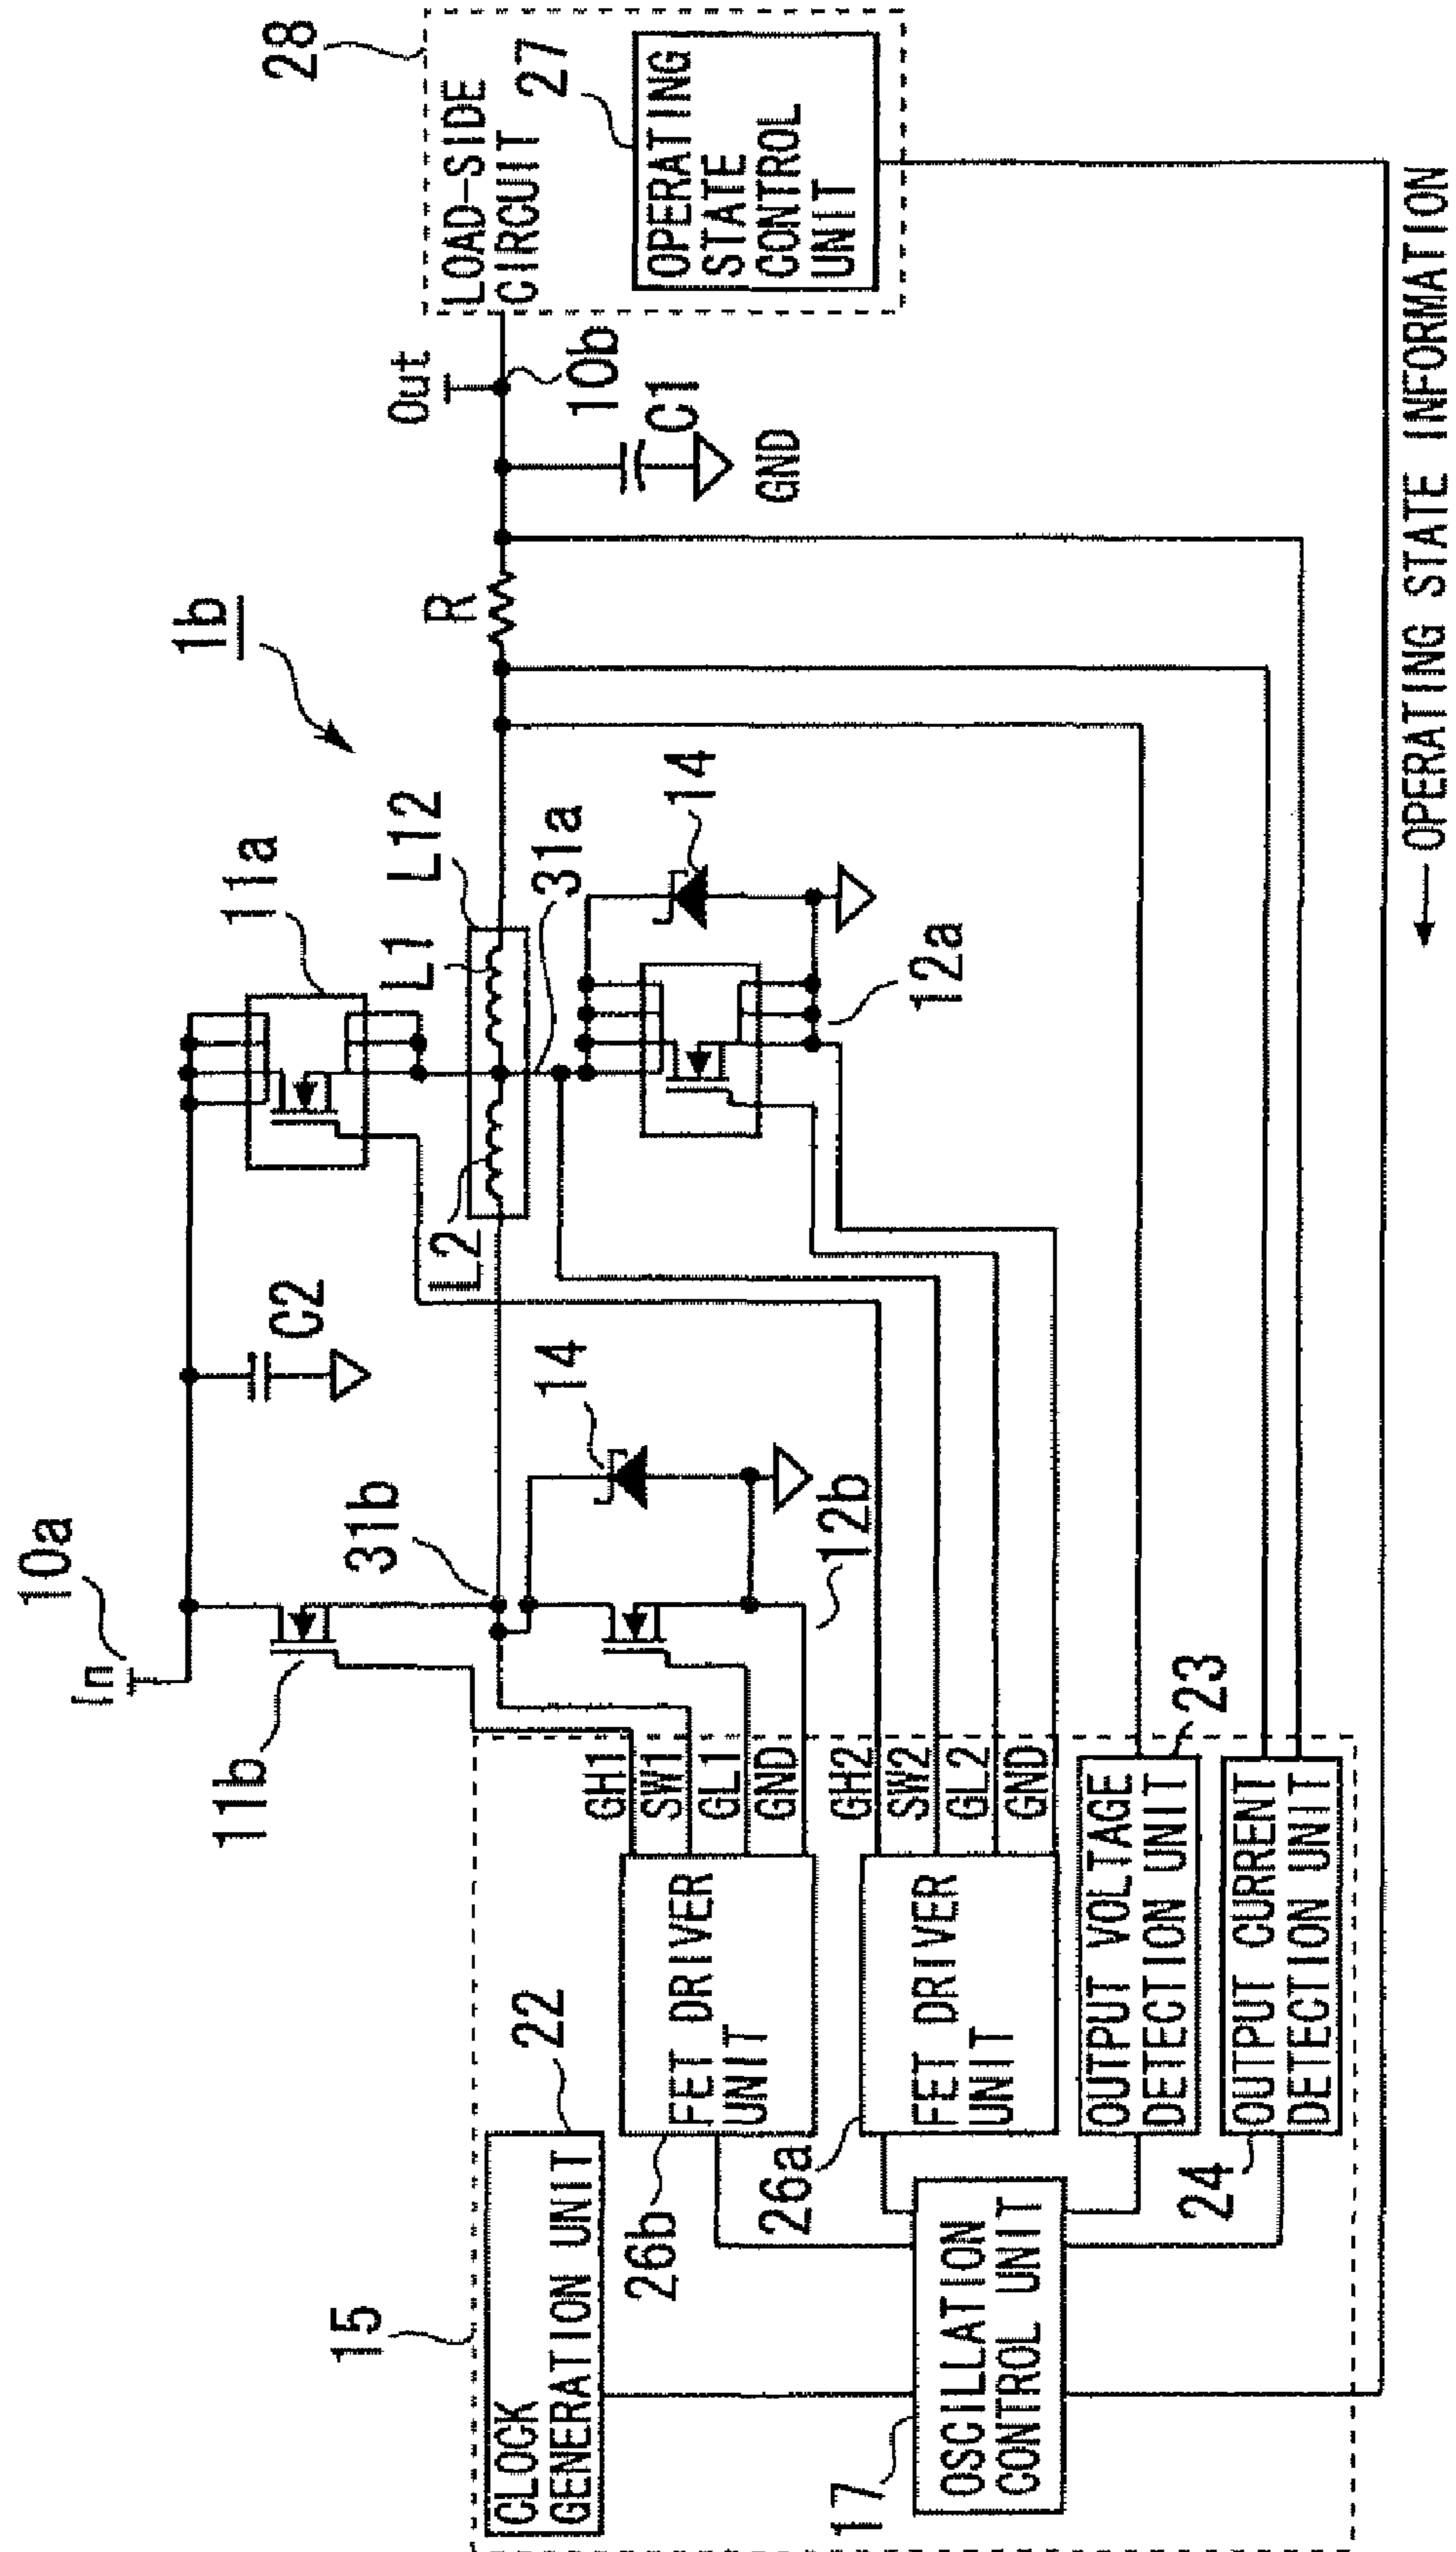 1b
In
10a
11b
31b
C2
14
12b
11a
L1
L2
L12
31a
14
12a
R
C1
GND
Out
10b
28
LOAD-SIDE
CIRCUIT
27
OPERATING
STATE
CONTROL
UNIT
15
CLOCK
GENERATION UNIT
22
FET DRIVER
UNIT
26b
GH1
SW1
GL1
GND
FET DRIVER
UNIT
26a
GH2
SW2
GL2
GND
OUTPUT VOLTAGE
DETECTION UNIT
23
OUTPUT CURRENT
DETECTION UNIT
24
17
OSCILLATION
CONTROL UNIT
← OPERATING STATE INFORMATION